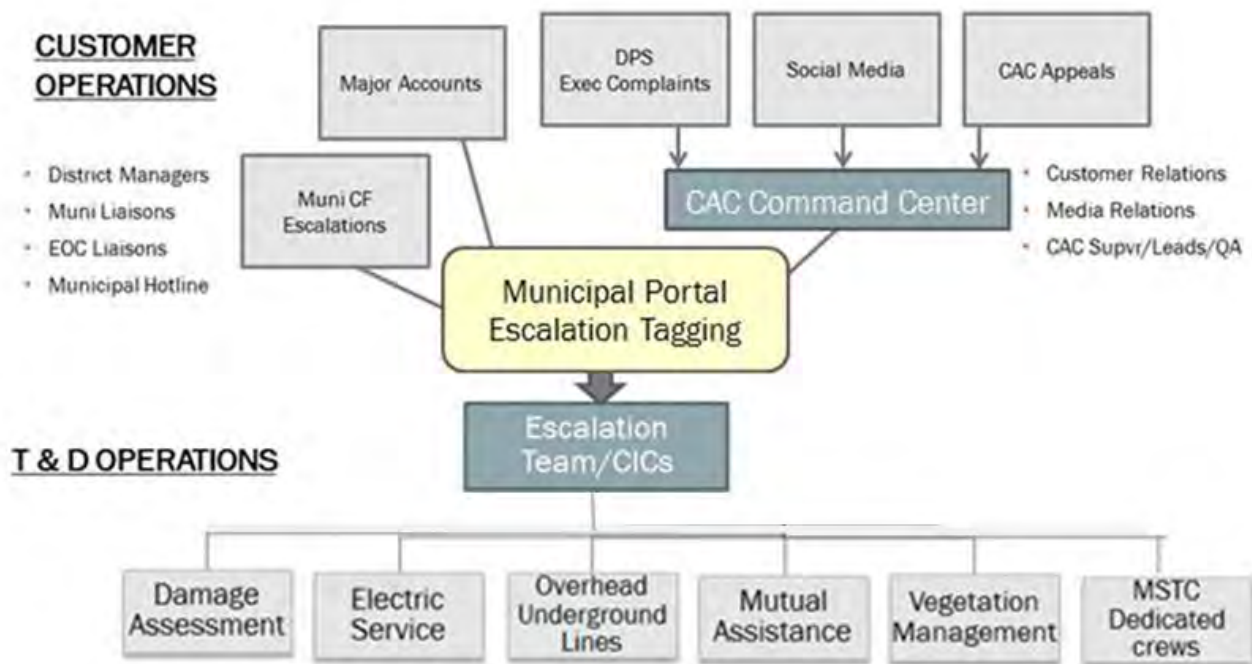 CUSTOMER
OPERATIONS
Major Accounts
DPS
Exec Complaints
Social Media
CAC Appeals
• District Managers
• Muni Liaisons
• EOC Liaisons
• Municipal Hotline
Muni CF
Escalations
CAC Command Center
• Customer Relations
• Media Relations
• CAC Supvr/Leads/QA
Municipal Portal
Escalation Tagging
Escalation
Team/CICs
T & D OPERATIONS
Damage
Assessment
Electric
Service
Overhead
Underground
Lines
Mutual
Assistance
Vegetation
Management
MSTC
Dedicated
crews